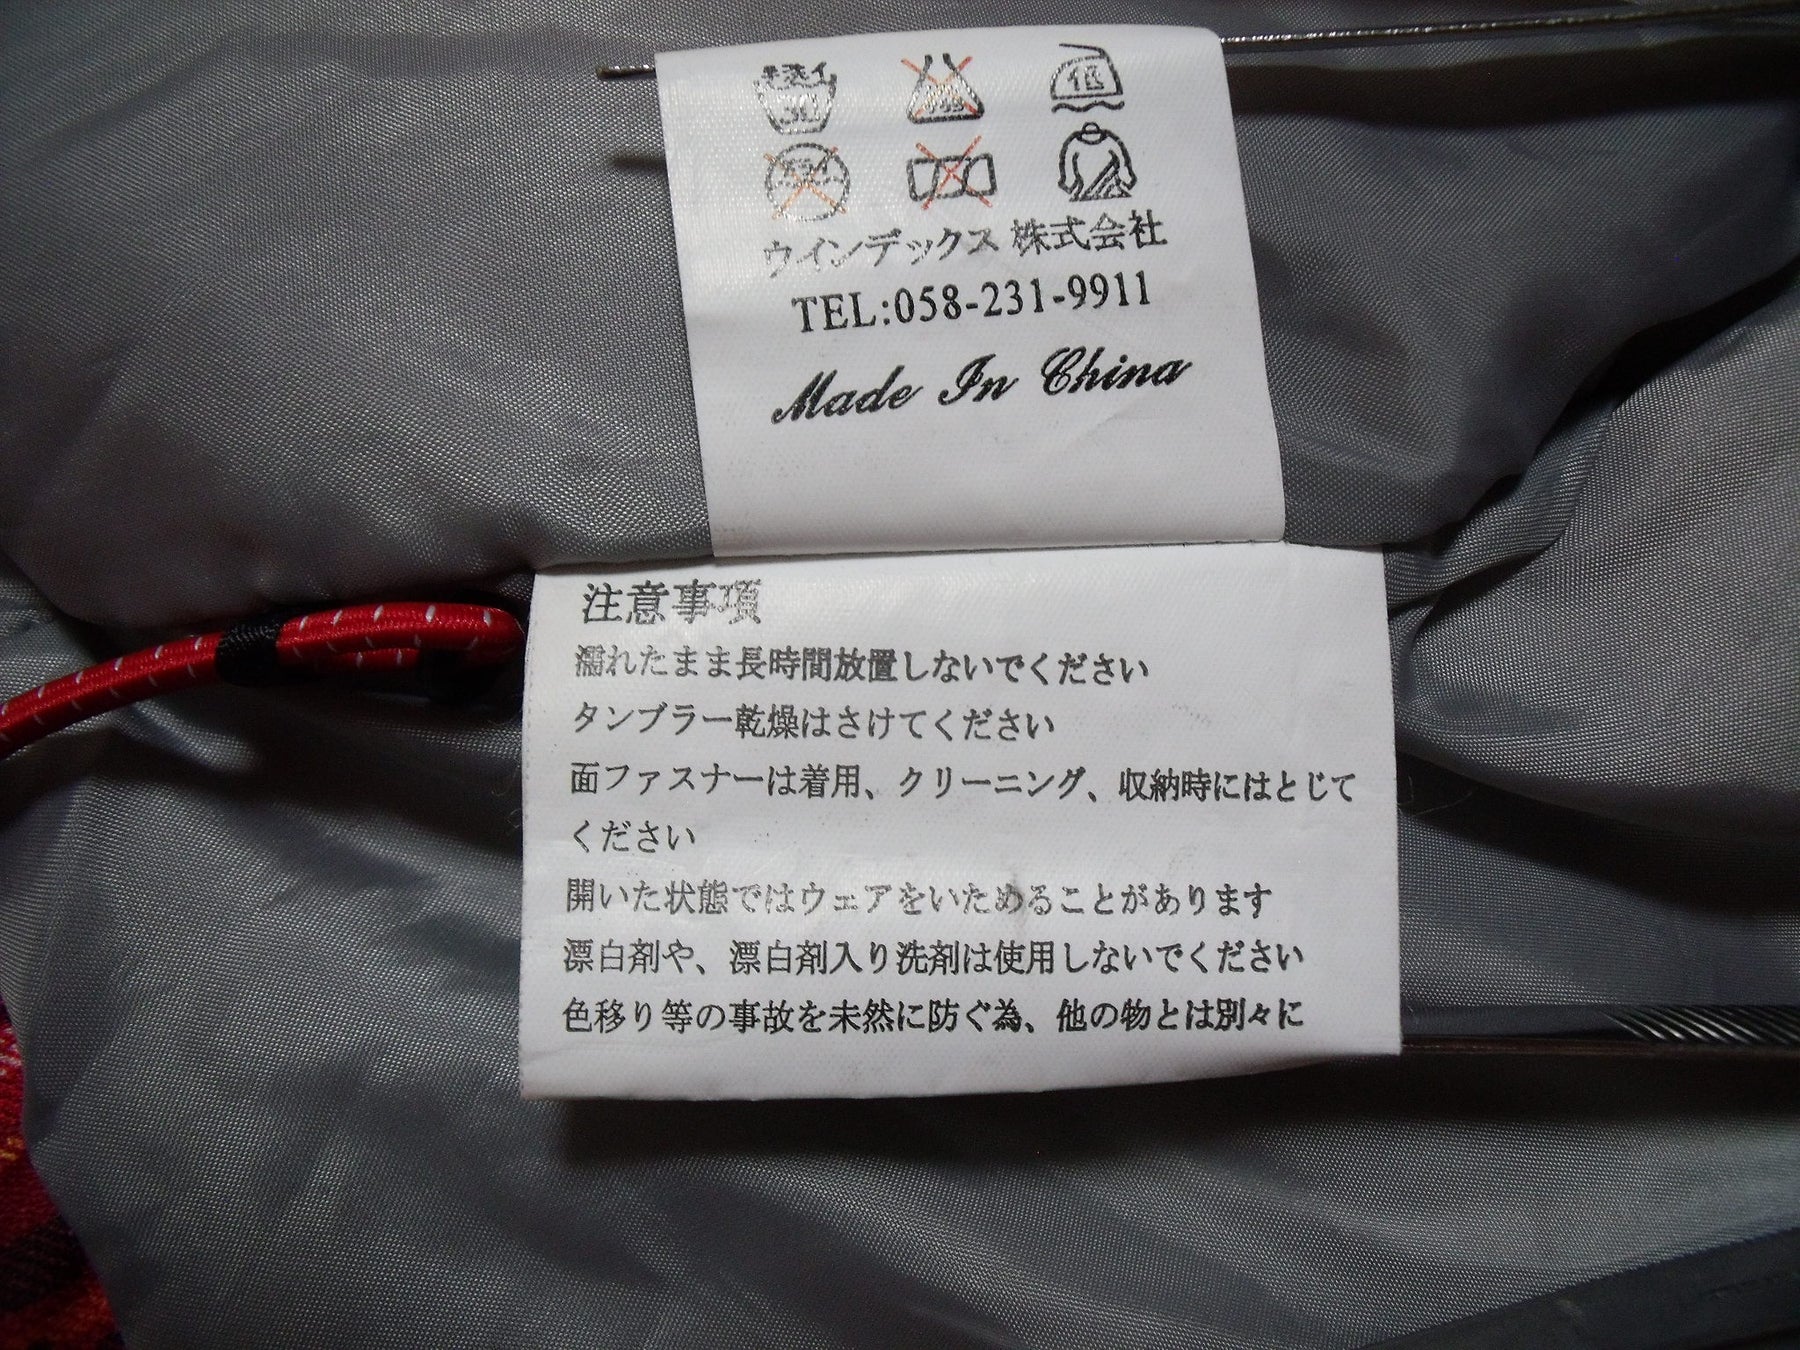 手洗イ
30
低
ウインデックス 株式会社
TEL:058-231-9911
Made In China
注意事項
濡れたまま長時間放置しないでください
タンブラー乾燥はさけてください
面ファスナーは着用、クリーニング、収納時にはとじて
ください
開いた状態ではウェアをいためることがあります
漂白剤や、漂白剤入り洗剤は使用しないでください
色移り等の事故を未然に防ぐ為、他の物とは別々に